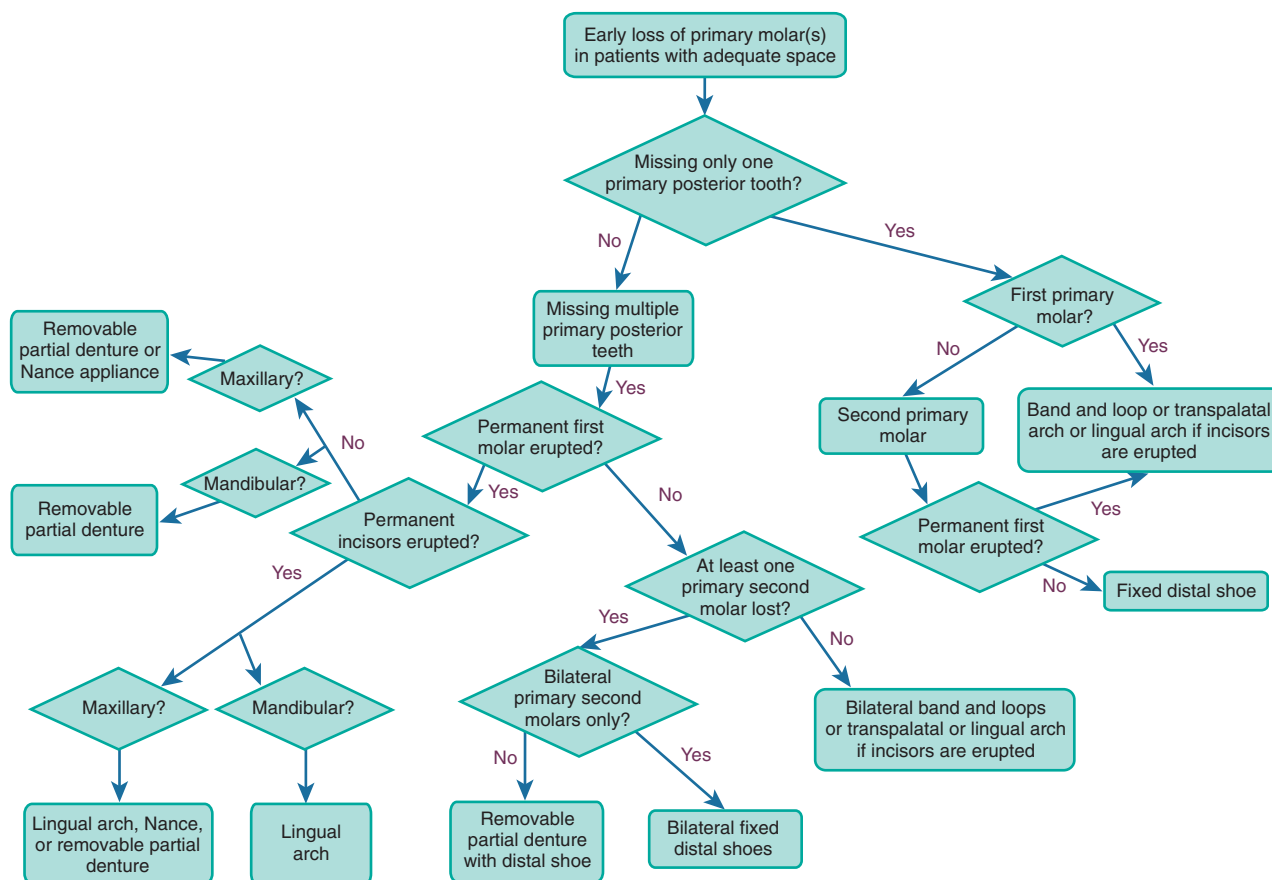 Early loss of primary molar(s)
in patients with adequate space
Missing only one
primary posterior tooth?
No
Yes
Missing multiple
primary posterior
teeth
First primary
molar?
Removable
partial denture or
Nance appliance
Maxillary?
Yes
No
Yes
Permanent first
molar erupted?
Second primary
molar
Band and loop or transpalatal
arch or lingual arch if incisors
are erupted
No
Mandibular?
Removable
partial denture
Yes
No
Yes
Permanent
incisors erupted?
Permanent first
molar erupted?
At least one
primary second
molar lost?
No
Fixed distal shoe
Yes
Yes
No
Bilateral
primary second
molars only?
Maxillary?
Mandibular?
Bilateral band and loops
or transpalatal or lingual arch
if incisors are erupted
No
Yes
Lingual arch, Nance,
or removable partial
denture
Lingual
arch
Removable
partial denture
with distal shoe
Bilateral fixed
distal shoes